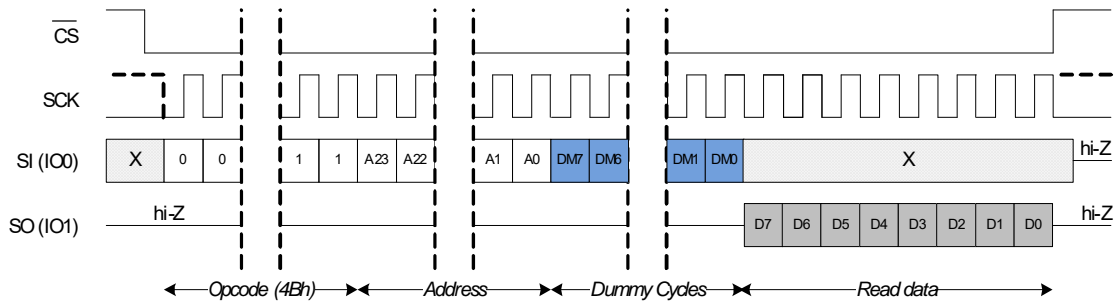 CS
SCK
SI (IO0) X 0 0 1 1 A23 A22 A1 A0 DM7 DM6 DM1 DM0 X hi-Z
SO (IO1) hi-Z D7 D6 D5 D4 D3 D2 D1 D0 hi-Z
Opcode (4Bh) Address Dummy Cycles Read data